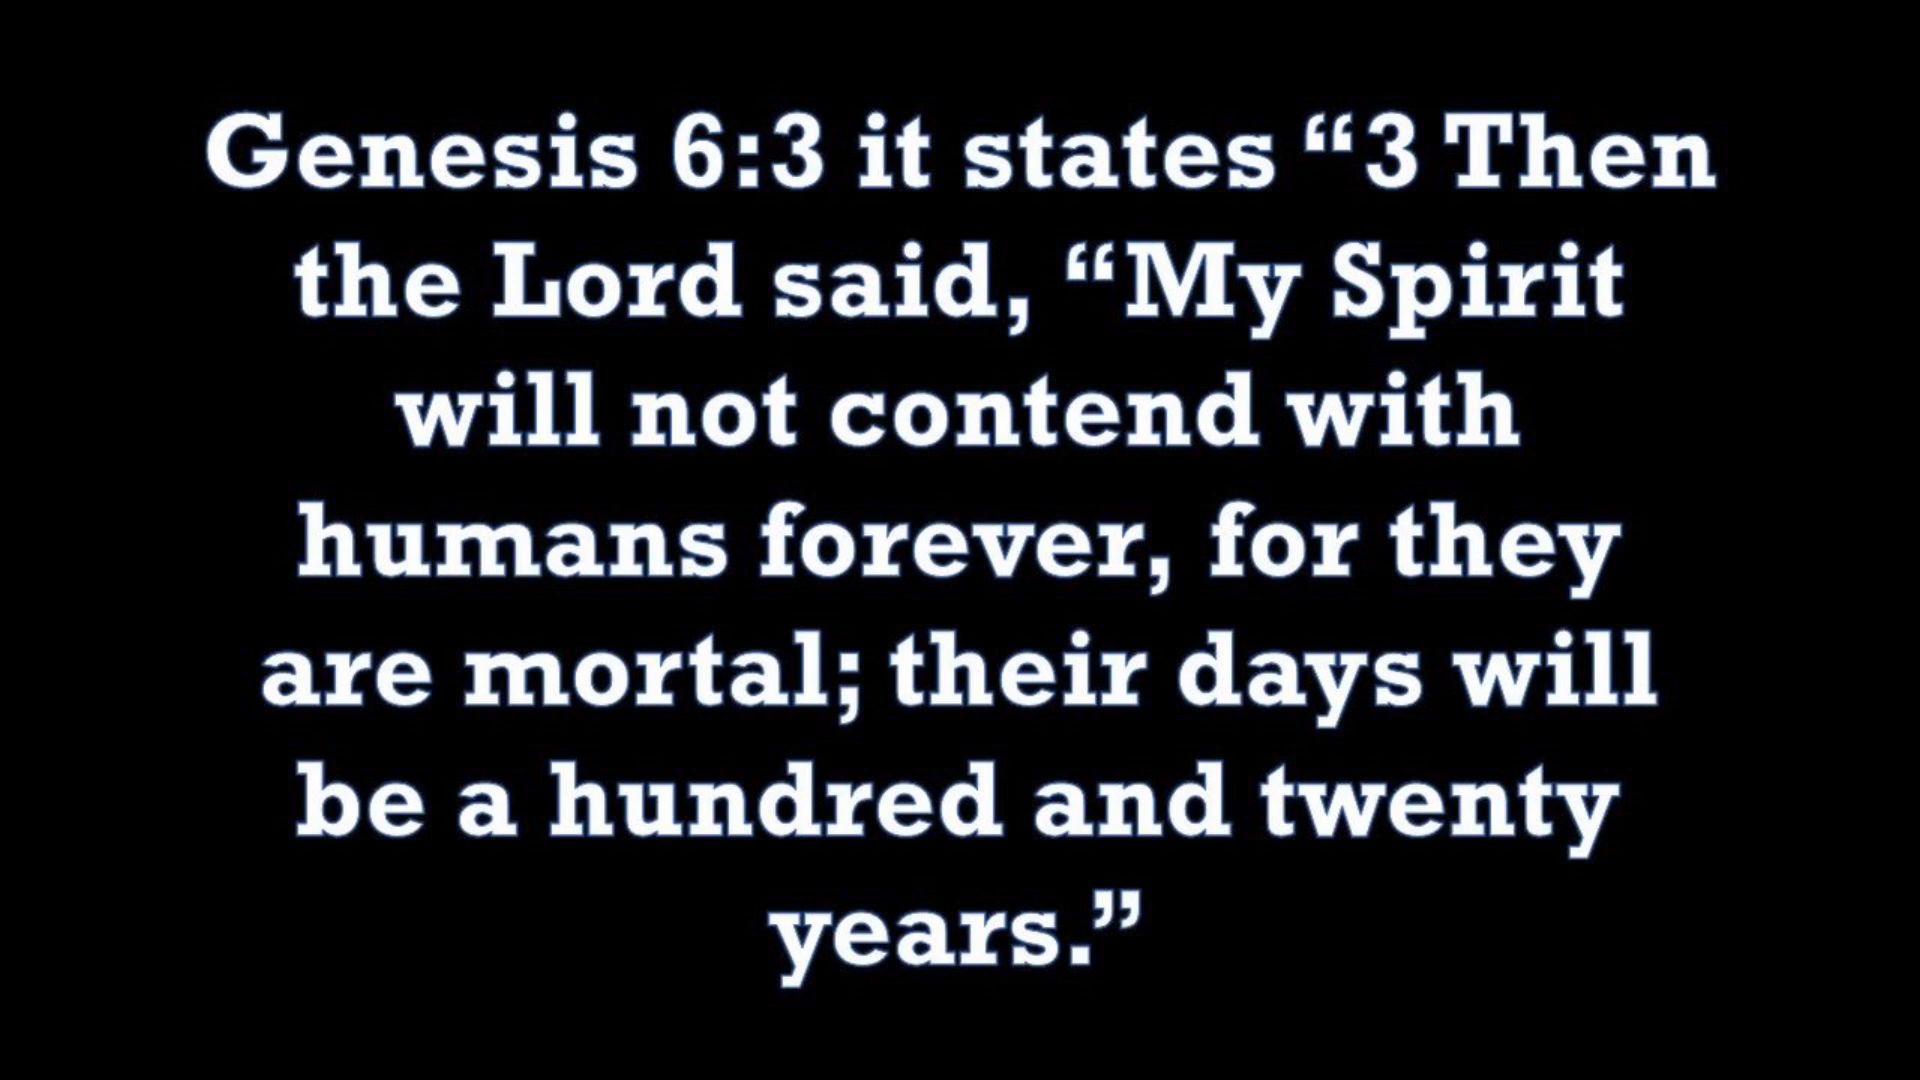 Genesis 6:3 it states “3 Then
the Lord said, “My Spirit
will not contend with
humans forever, for they
are mortal; their days will
be a hundred and twenty
years.”